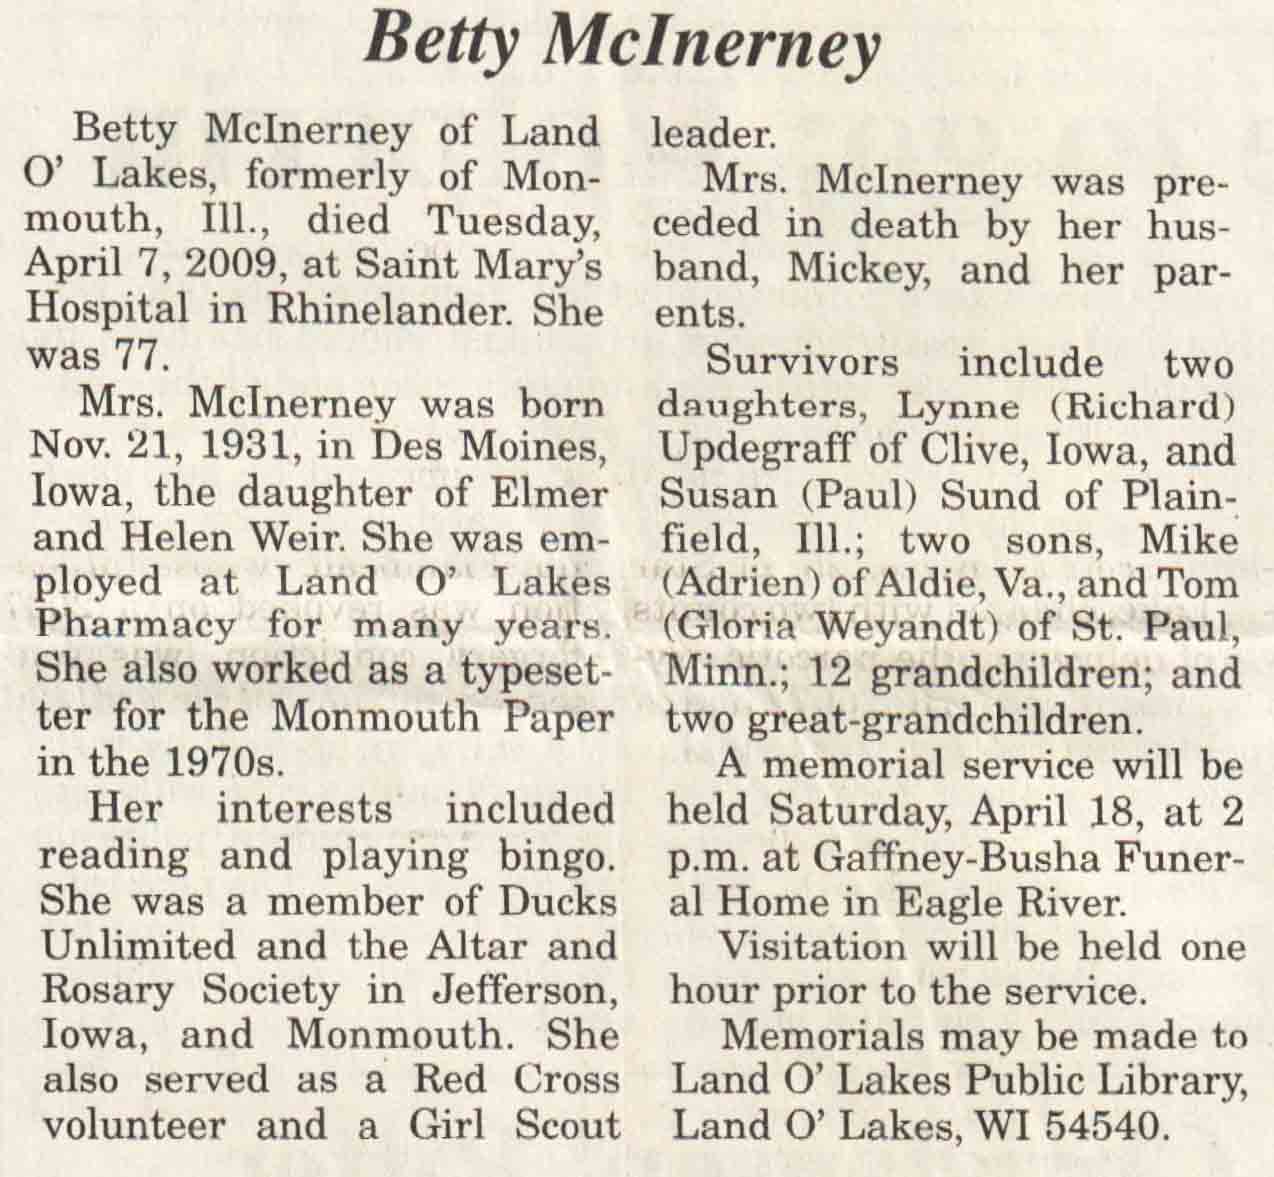 Betty McInerney
Betty McInerney of Land
O' Lakes, formerly of Mon-
mouth, Ill., died Tuesday,
April 7, 2009, at Saint Mary's
Hospital in Rhinelander. She
was 77.
Mrs. McInerney was born
Nov. 21, 1931, in Des Moines,
Iowa, the daughter of Elmer
and Helen Weir. She was em-
ployed at Land O' Lakes
Pharmacy for many years.
She also worked as a typeset-
ter for the Monmouth Paper
in the 1970s.
Her interests included
reading and playing bingo.
She was a member of Ducks
Unlimited and the Altar and
Rosary Society in Jefferson,
Iowa, and Monmouth. She
also served as a Red Cross
volunteer and a Girl Scout
leader.
Mrs. McInerney was pre-
ceded in death by her hus-
band, Mickey, and her par-
ents.
Survivors include two
daughters, Lynne (Richard)
Updegraff of Clive, Iowa, and
Susan (Paul) Sund of Plain-
field, Ill.; two sons, Mike
(Adrien) of Aldie, Va., and Tom
(Gloria Weyandt) of St. Paul,
Minn.; 12 grandchildren; and
two great-grandchildren.
A memorial service will be
held Saturday, April 18, at 2
p.m. at Gaffney-Busha Funer-
al Home in Eagle River.
Visitation will be held one
hour prior to the service.
Memorials may be made to
Land O' Lakes Public Library,
Land O' Lakes, WI 54540.